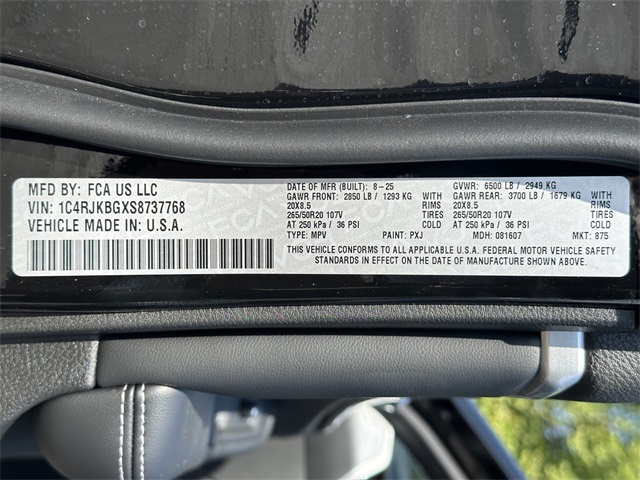 MFD BY: FCA US LLC
VIN: 1C4RJKBGXS8737768
VEHICLE MADE IN: U.S.A.
DATE OF MFR (BUILT): 8-25
GAWR FRONT: 2850 LB / 1293 KG WITH
20X8.5 RIMS
265/50R20 107V
AT 250 kPa / 36 PSI COLD
TYPE: MPV PAINT: PXJ
GVWR: 6500 LB / 2949 KG
GAWR REAR: 3700 LB / 1679 KG WITH
20X8.5 RIMS
265/50R20 107V
AT 250 kPa / 36 PSI COLD
MDH: 081607 MKT: 875
THIS VEHICLE CONFORMS TO ALL APPLICABLE U.S.A. FEDERAL MOTOR VEHICLE SAFETY
STANDARDS IN EFFECT ON THE DATE OF MANUFACTURE SHOWN ABOVE.